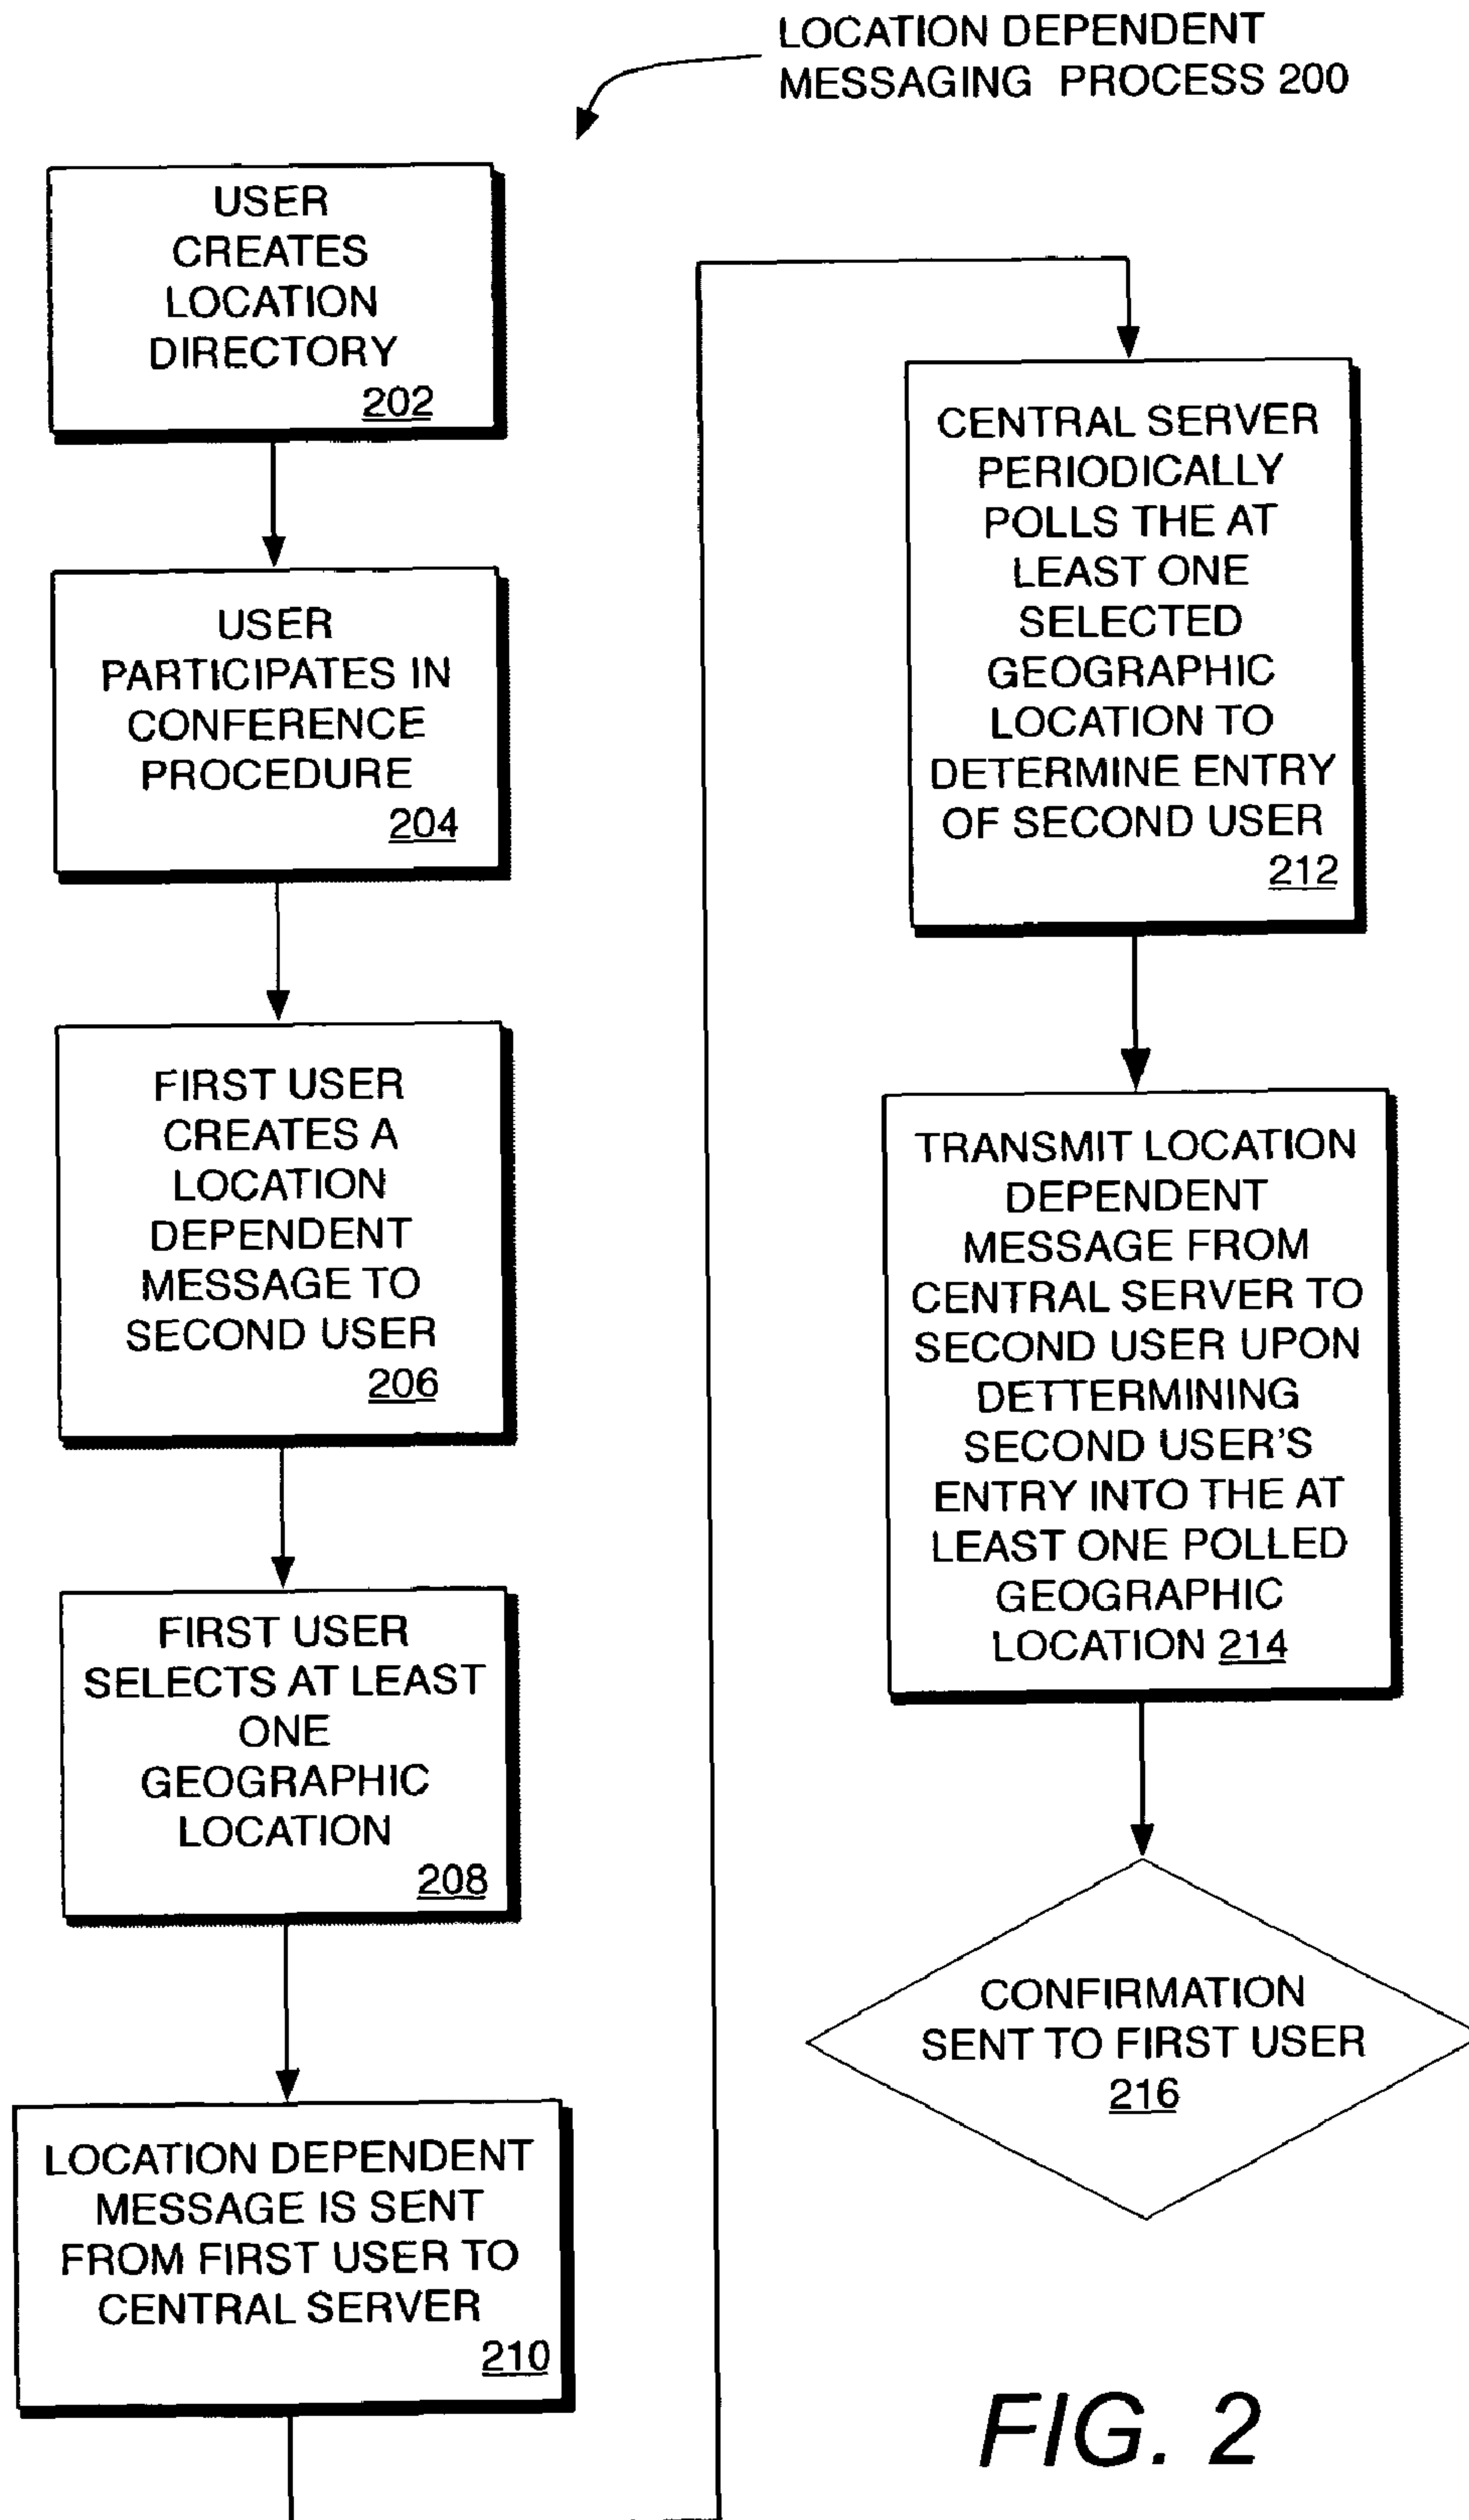 LOCATION DEPENDENT
MESSAGING PROCESS 200
USER
CREATES
LOCATION
DIRECTORY
202
USER
PARTICIPATES IN
CONFERENCE
PROCEDURE
204
FIRST USER
CREATES A
LOCATION
DEPENDENT
MESSAGE TO
SECOND USER
206
FIRST USER
SELECTS AT LEAST
ONE
GEOGRAPHIC
LOCATION
208
LOCATION DEPENDENT
MESSAGE IS SENT
FROM FIRST USER TO
CENTRAL SERVER
210
CENTRAL SERVER
PERIODICALLY
POLLS THE AT
LEAST ONE
SELECTED
GEOGRAPHIC
LOCATION TO
DETERMINE ENTRY
OF SECOND USER
212
TRANSMIT LOCATION
DEPENDENT
MESSAGE FROM
CENTRAL SERVER TO
SECOND USER UPON
DETTERMINING
SECOND USER'S
ENTRY INTO THE AT
LEAST ONE POLLED
GEOGRAPHIC
LOCATION 214
CONFIRMATION
SENT TO FIRST USER
216
FIG. 2